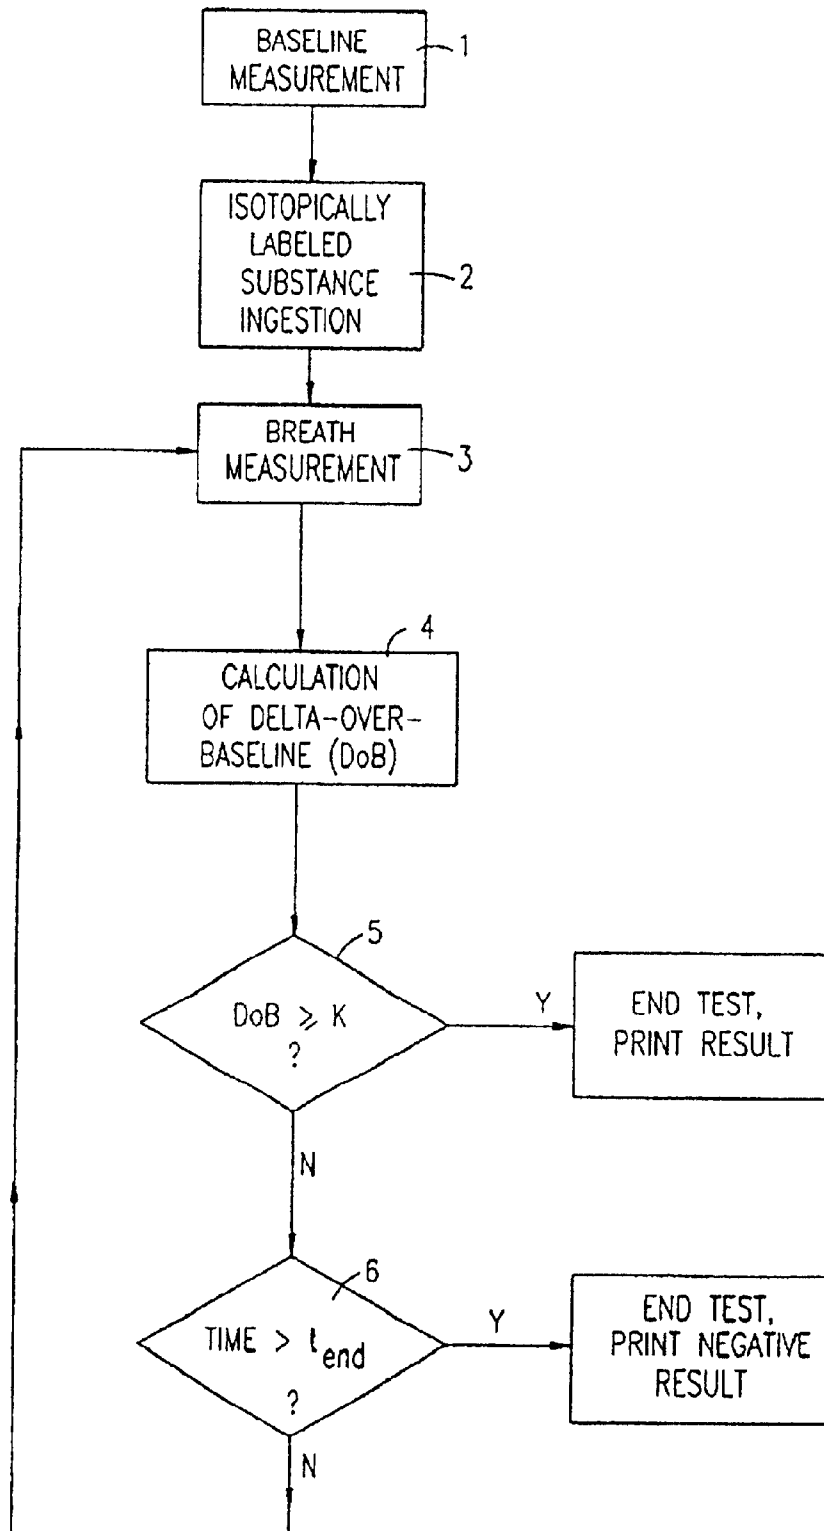 BASELINE
MEASUREMENT
1
ISOTOPICALLY
LABELED
SUBSTANCE
INGESTION
2
BREATH
MEASUREMENT
3
4
CALCULATION
OF DELTA-OVER-
BASELINE (DoB)
5
DoB ⩾ K
?
Y
END TEST,
PRINT RESULT
N
6
TIME > tend
?
Y
END TEST,
PRINT NEGATIVE
RESULT
N